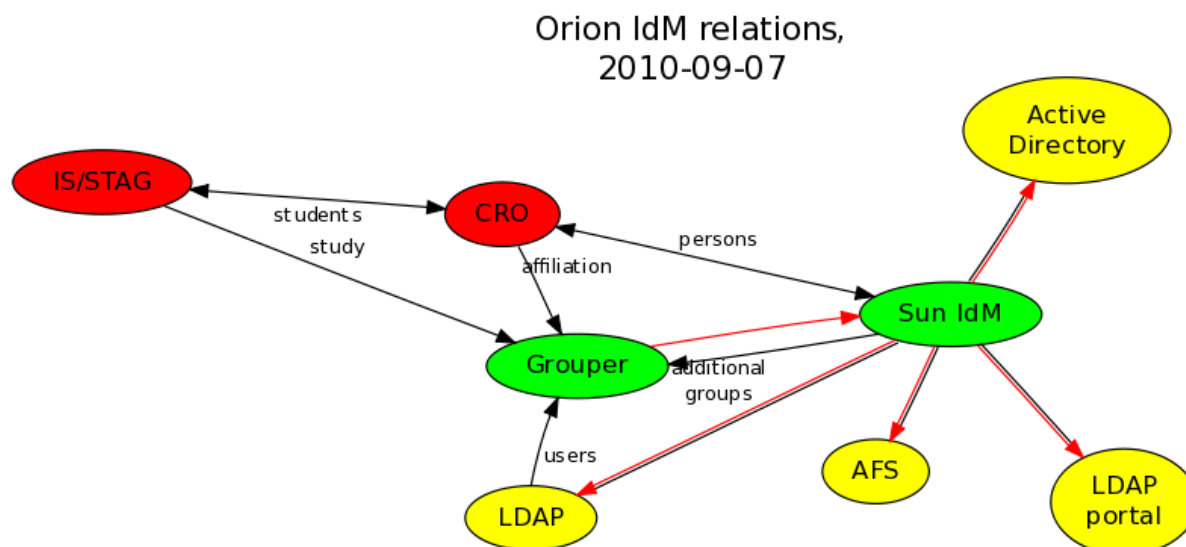 Orion IdM relations,
2010-09-07
Active
Directory
IS/STAG
CRO
students
study
persons
affiliation
Sun IdM
Grouper
additional
groups
users
AFS
LDAP
LDAP
portal